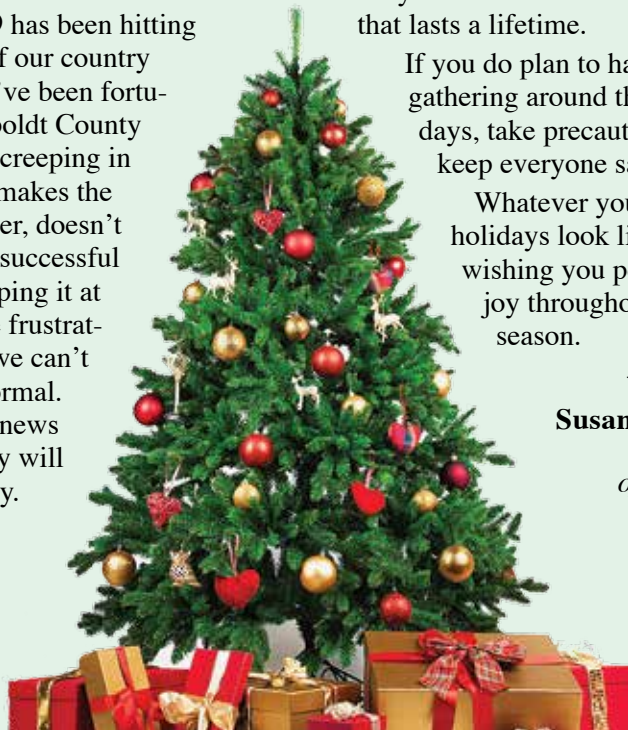 has been hitting
f our country
've been fortu-
boldt County
creeping in
makes the
er, doesn't
successful
ping it at
frustrat-
we can't
ormal.
news
y will
y.
that lasts a lifetime.
If you do plan to ha
gathering around th
days, take precaut
keep everyone sa
Whatever you
holidays look li
wishing you p
joy througho
season.
Susan